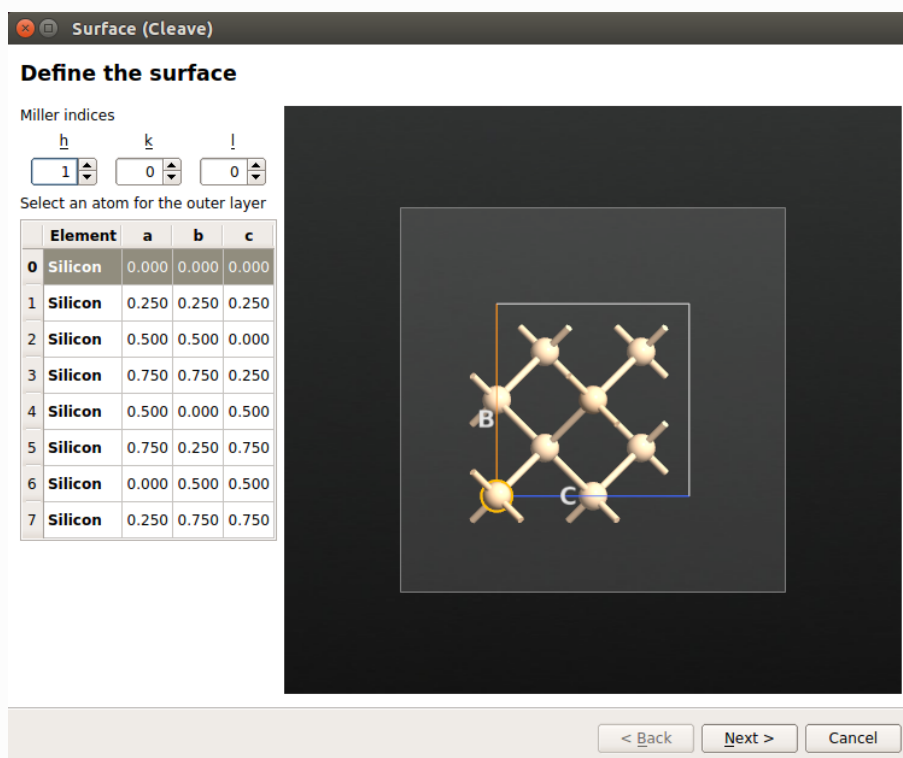 Surface (Cleave)
Define the surface
Miller indices
h k l
1 0 0
Select an atom for the outer layer
Element a b c
0 Silicon 0.000 0.000 0.000
1 Silicon 0.250 0.250 0.250
2 Silicon 0.500 0.500 0.000
3 Silicon 0.750 0.750 0.250
4 Silicon 0.500 0.000 0.500
5 Silicon 0.750 0.250 0.750
6 Silicon 0.000 0.500 0.500
7 Silicon 0.250 0.750 0.750
B
C
< Back Next > Cancel